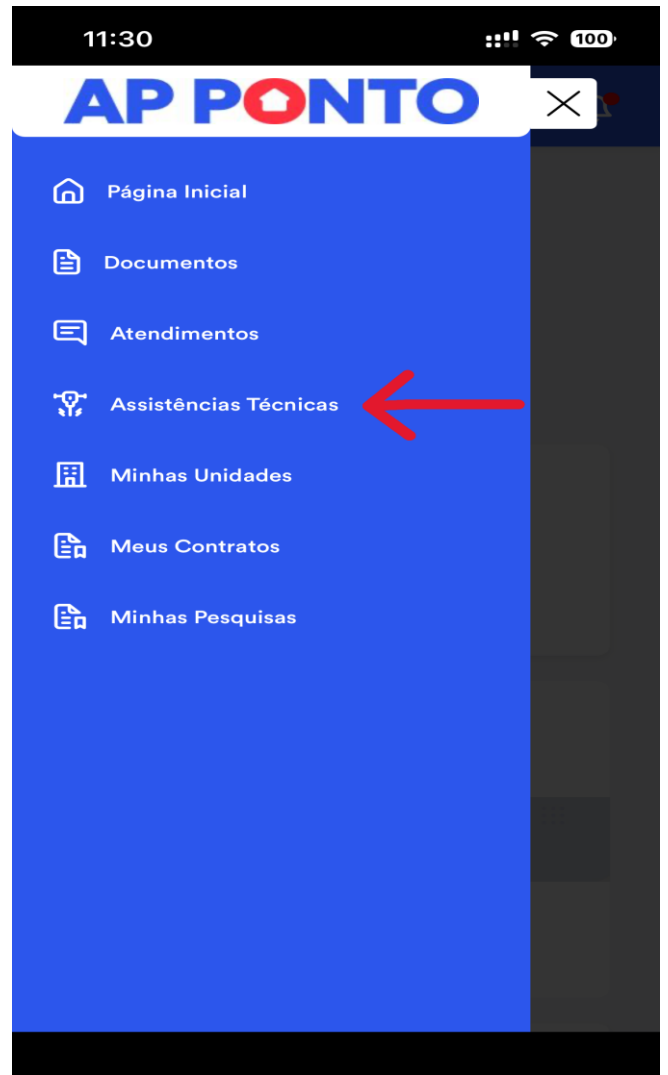 11:30
100
AP PONTO
Página Inicial
Documentos
Atendimentos
Assistências Técnicas
Minhas Unidades
Meus Contratos
Minhas Pesquisas